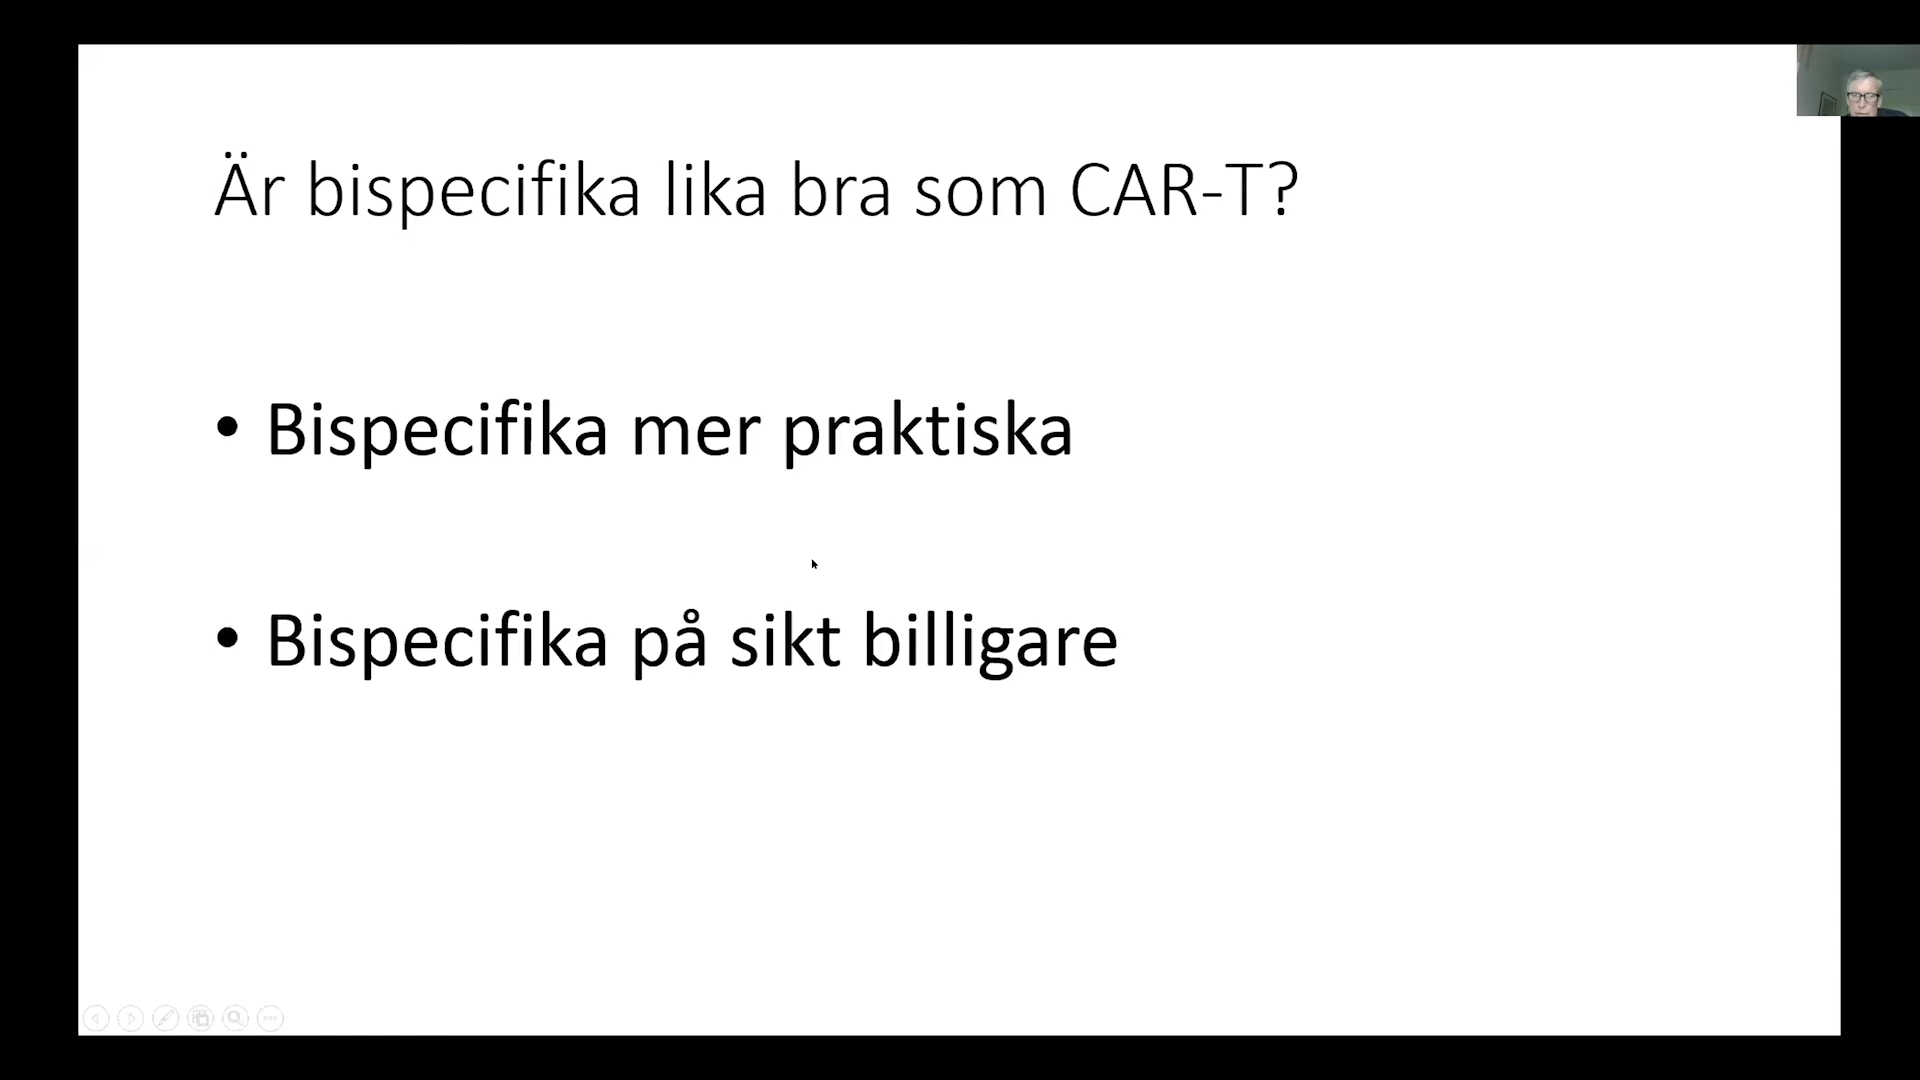 Är bispecifika lika bra som CAR-T?
• Bispecifika mer praktiska
• Bispecifika på sikt billigare